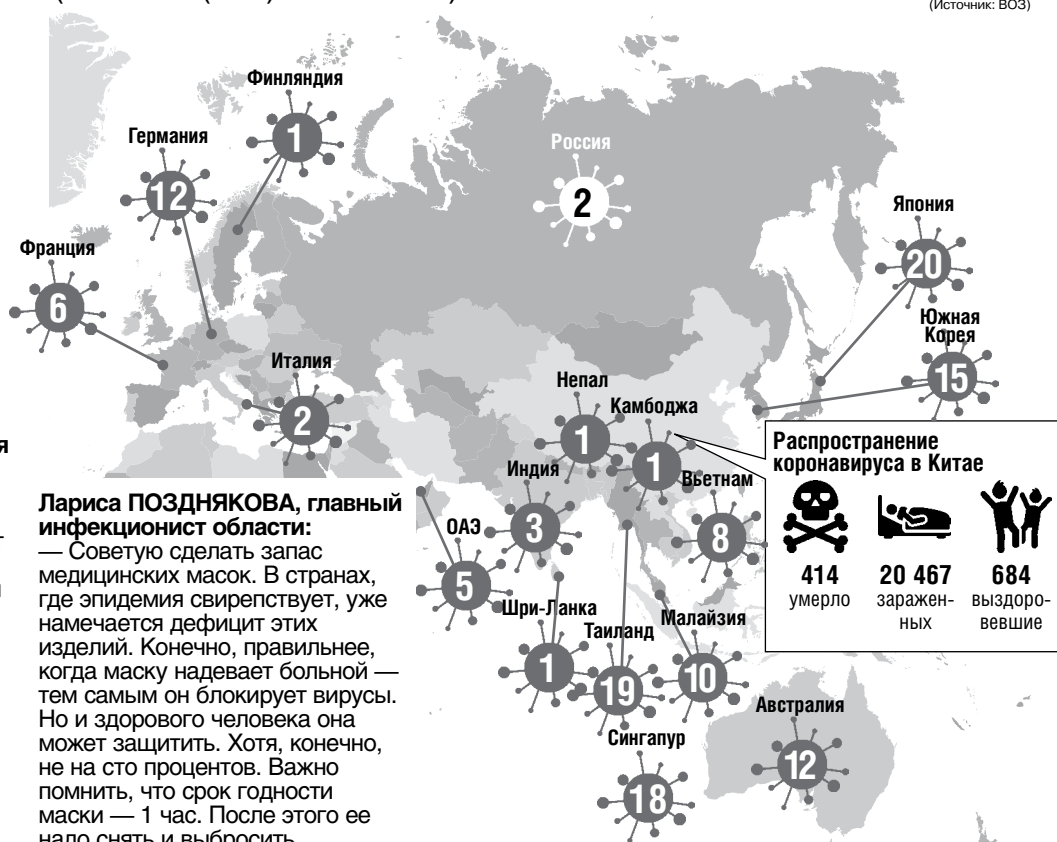 (Источник: ВОЗ)
Финляндия
1
Германия
12
Россия
2
Франция
6
Япония
20
Южная
Корея
15
Италия
2
Непал
1
Камбоджа
1
Индия
3
Вьетнам
8
ОАЭ
5
Шри-Ланка
1
Таиланд
19
Малайзия
10
Сингапур
18
Австралия
12
Распространение
коронавируса в Китае
414
умерло
20 467
заражен-
ных
684
выздоро-
вевшие
я
Лариса ПОЗДНЯКОВА, главный
инфекционист области:
— Советую сделать запас
медицинских масок. В странах,
где эпидемия свирепствует, уже
намечается дефицит этих
изделий. Конечно, правильнее,
когда маску надевает больной —
тем самым он блокирует вирусы.
Но и здорового человека она
может защитить. Хотя, конечно,
не на сто процентов. Важно
помнить, что срок годности
маски — 1 час. После этого ее
надо снять и выбросить